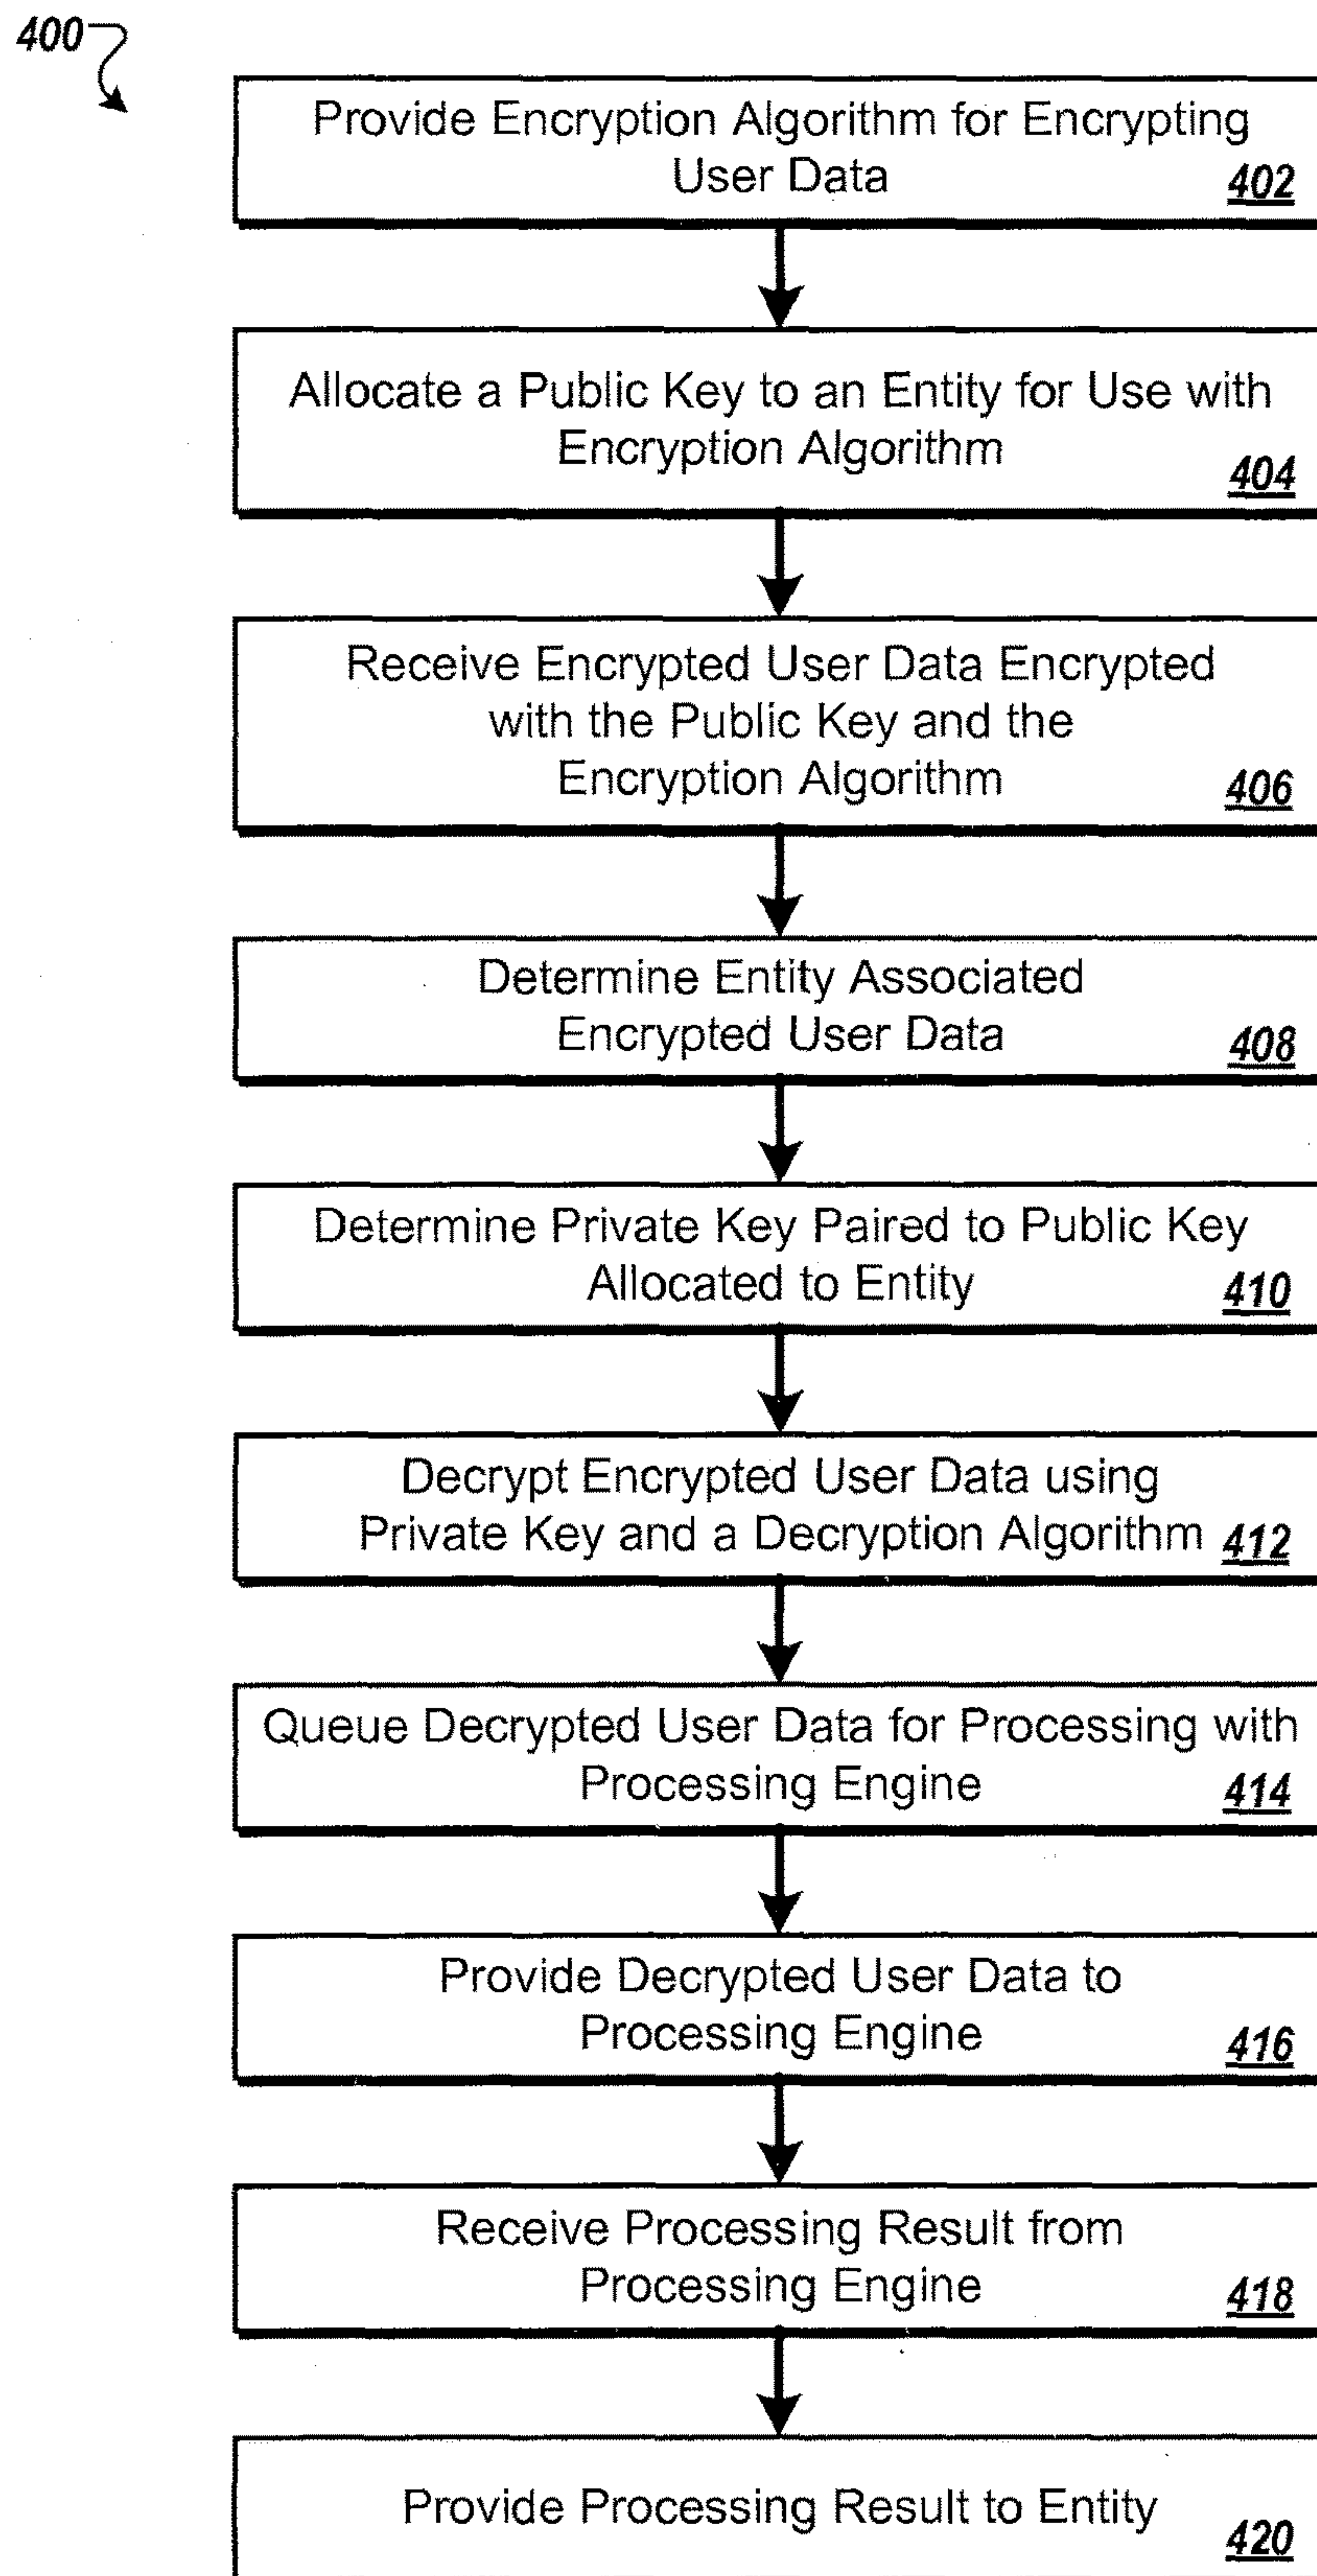 400
Provide Encryption Algorithm for Encrypting
User Data
402
Allocate a Public Key to an Entity for Use with
Encryption Algorithm
404
Receive Encrypted User Data Encrypted
with the Public Key and the
Encryption Algorithm
406
Determine Entity Associated
Encrypted User Data
408
Determine Private Key Paired to Public Key
Allocated to Entity
410
Decrypt Encrypted User Data using
Private Key and a Decryption Algorithm 412
Queue Decrypted User Data for Processing with
Processing Engine
414
Provide Decrypted User Data to
Processing Engine
416
Receive Processing Result from
Processing Engine
418
Provide Processing Result to Entity
420